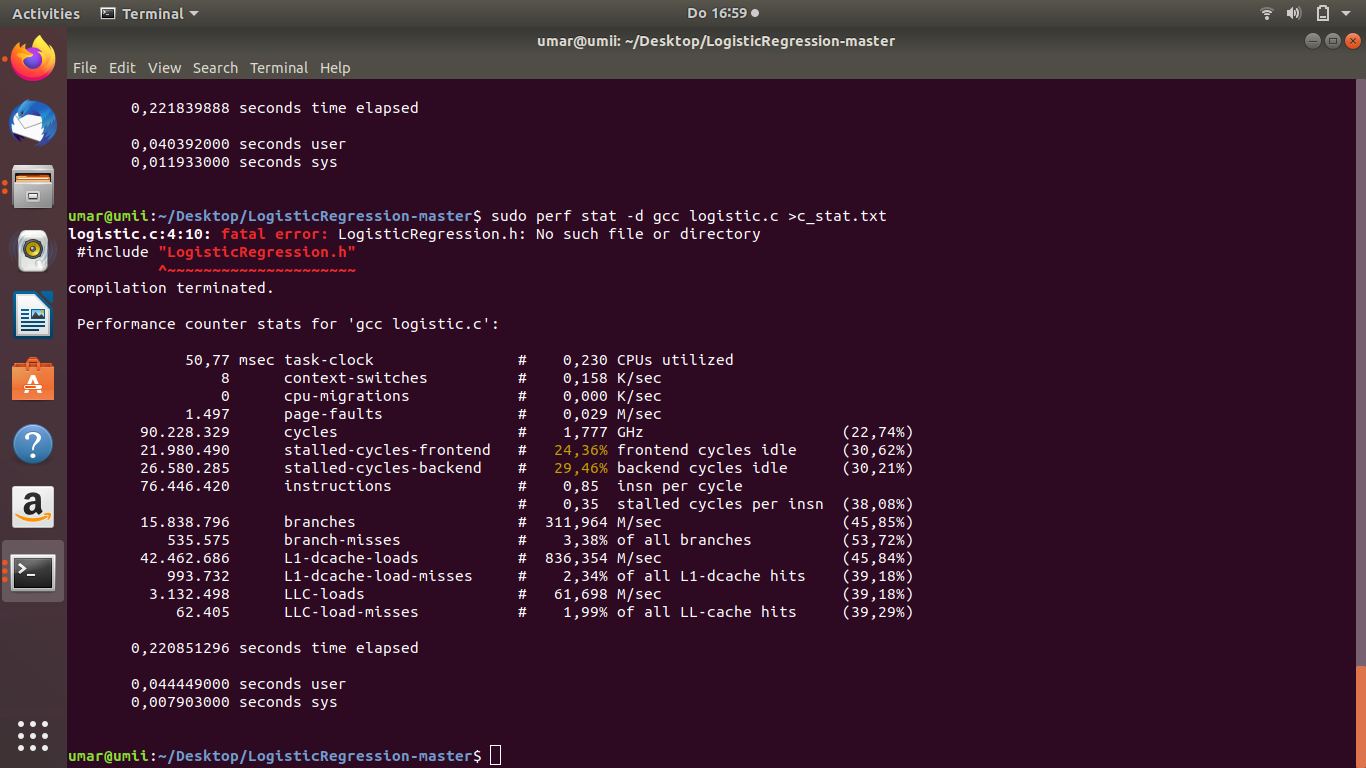 Activities Terminal Do 16:59
umar@umii: ~/Desktop/LogisticRegression-master
File Edit View Search Terminal Help
0,221839888 seconds time elapsed
0,040392000 seconds user
0,011933000 seconds sys
umar@umii:~/Desktop/LogisticRegression-master$ sudo perf stat -d gcc logistic.c >c_stat.txt
logistic.c:4:10: fatal error: LogisticRegression.h: No such file or directory
#include "LogisticRegression.h"
^~~~~~~~~~~~~~~~~~~~~~
compilation terminated.
Performance counter stats for 'gcc logistic.c':
50,77 msec task-clock # 0,230 CPUs utilized
8 context-switches # 0,158 K/sec
0 cpu-migrations # 0,000 K/sec
1.497 page-faults # 0,029 M/sec
90.228.329 cycles # 1,777 GHz (22,74%)
21.980.490 stalled-cycles-frontend # 24,36% frontend cycles idle (30,62%)
26.580.285 stalled-cycles-backend # 29,46% backend cycles idle (30,21%)
76.446.420 instructions # 0,85 insn per cycle
# 0,35 stalled cycles per insn (38,08%)
15.838.796 branches # 311,964 M/sec (45,85%)
535.575 branch-misses # 3,38% of all branches (53,72%)
42.462.686 L1-dcache-loads # 836,354 M/sec (45,84%)
993.732 L1-dcache-load-misses # 2,34% of all L1-dcache hits (39,18%)
3.132.498 LLC-loads # 61,698 M/sec (39,18%)
62.405 LLC-load-misses # 1,99% of all LL-cache hits (39,29%)
0,220851296 seconds time elapsed
0,044449000 seconds user
0,007903000 seconds sys
umar@umii:~/Desktop/LogisticRegression-master$